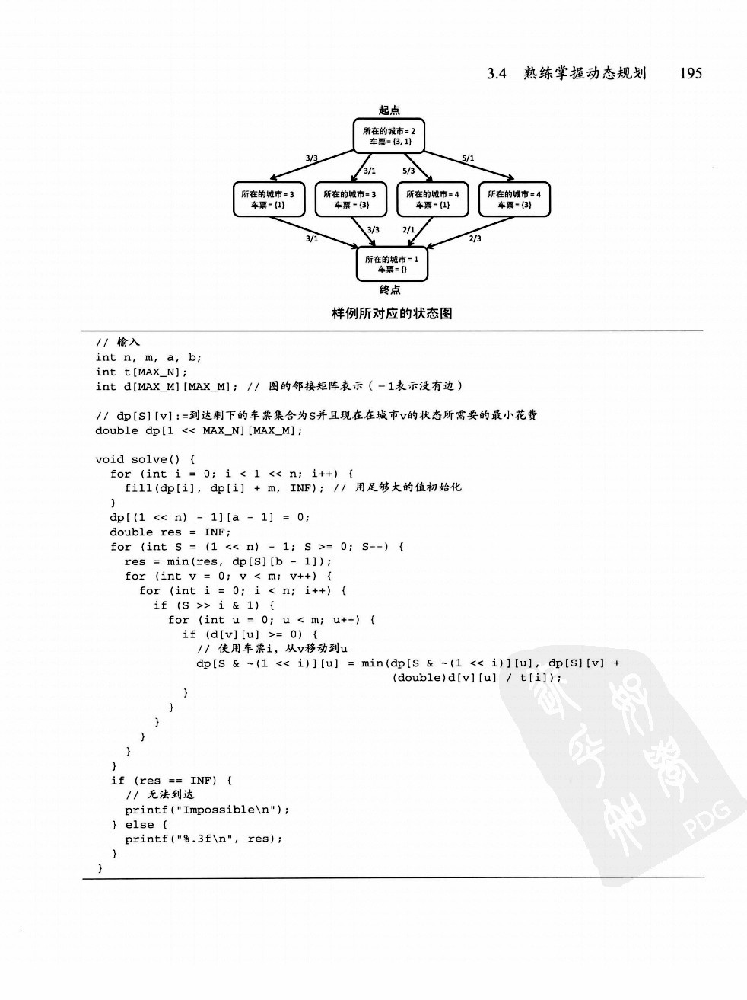 3.4 熟练掌握动态规划 195
起点
所在的城市=2
车票={3, 1}
3/3
3/1
5/3
5/1
所在的城市=3
车票={1}
所在的城市=3
车票={3}
所在的城市=4
车票={1}
所在的城市=4
车票={3}
3/1
3/3
2/1
2/3
所在的城市=1
车票={}
终点
样例所对应的状态图
// 输入
int n, m, a, b;
int t[MAX_N];
int d[MAX_M][MAX_M]; // 图的邻接矩阵表示（-1表示没有边）
// dp[S][v]:=到达剩下的车票集合为S并且现在在城市v的状态所需要的最小花费
double dp[1 << MAX_N][MAX_M];
void solve() {
  for (int i = 0; i < 1 << n; i++) {
    fill(dp[i], dp[i] + m, INF); // 用足够大的值初始化
  }
  dp[(1 << n) - 1][a - 1] = 0;
  double res = INF;
  for (int S = (1 << n) - 1; S >= 0; S--) {
    res = min(res, dp[S][b - 1]);
    for (int v = 0; v < m; v++) {
      for (int i = 0; i < n; i++) {
        if (S >> i & 1) {
          for (int u = 0; u < m; u++) {
            if (d[v][u] >= 0) {
              // 使用车票i，从v移动到u
              dp[S & ~(1 << i)][u] = min(dp[S & ~(1 << i)][u], dp[S][v] +
                                         (double)d[v][u] / t[i]);
            }
          }
        }
      }
    }
  }
  if (res == INF) {
    // 无法到达
    printf("Impossible\n");
  } else {
    printf("%.3f\n", res);
  }
}
PDG